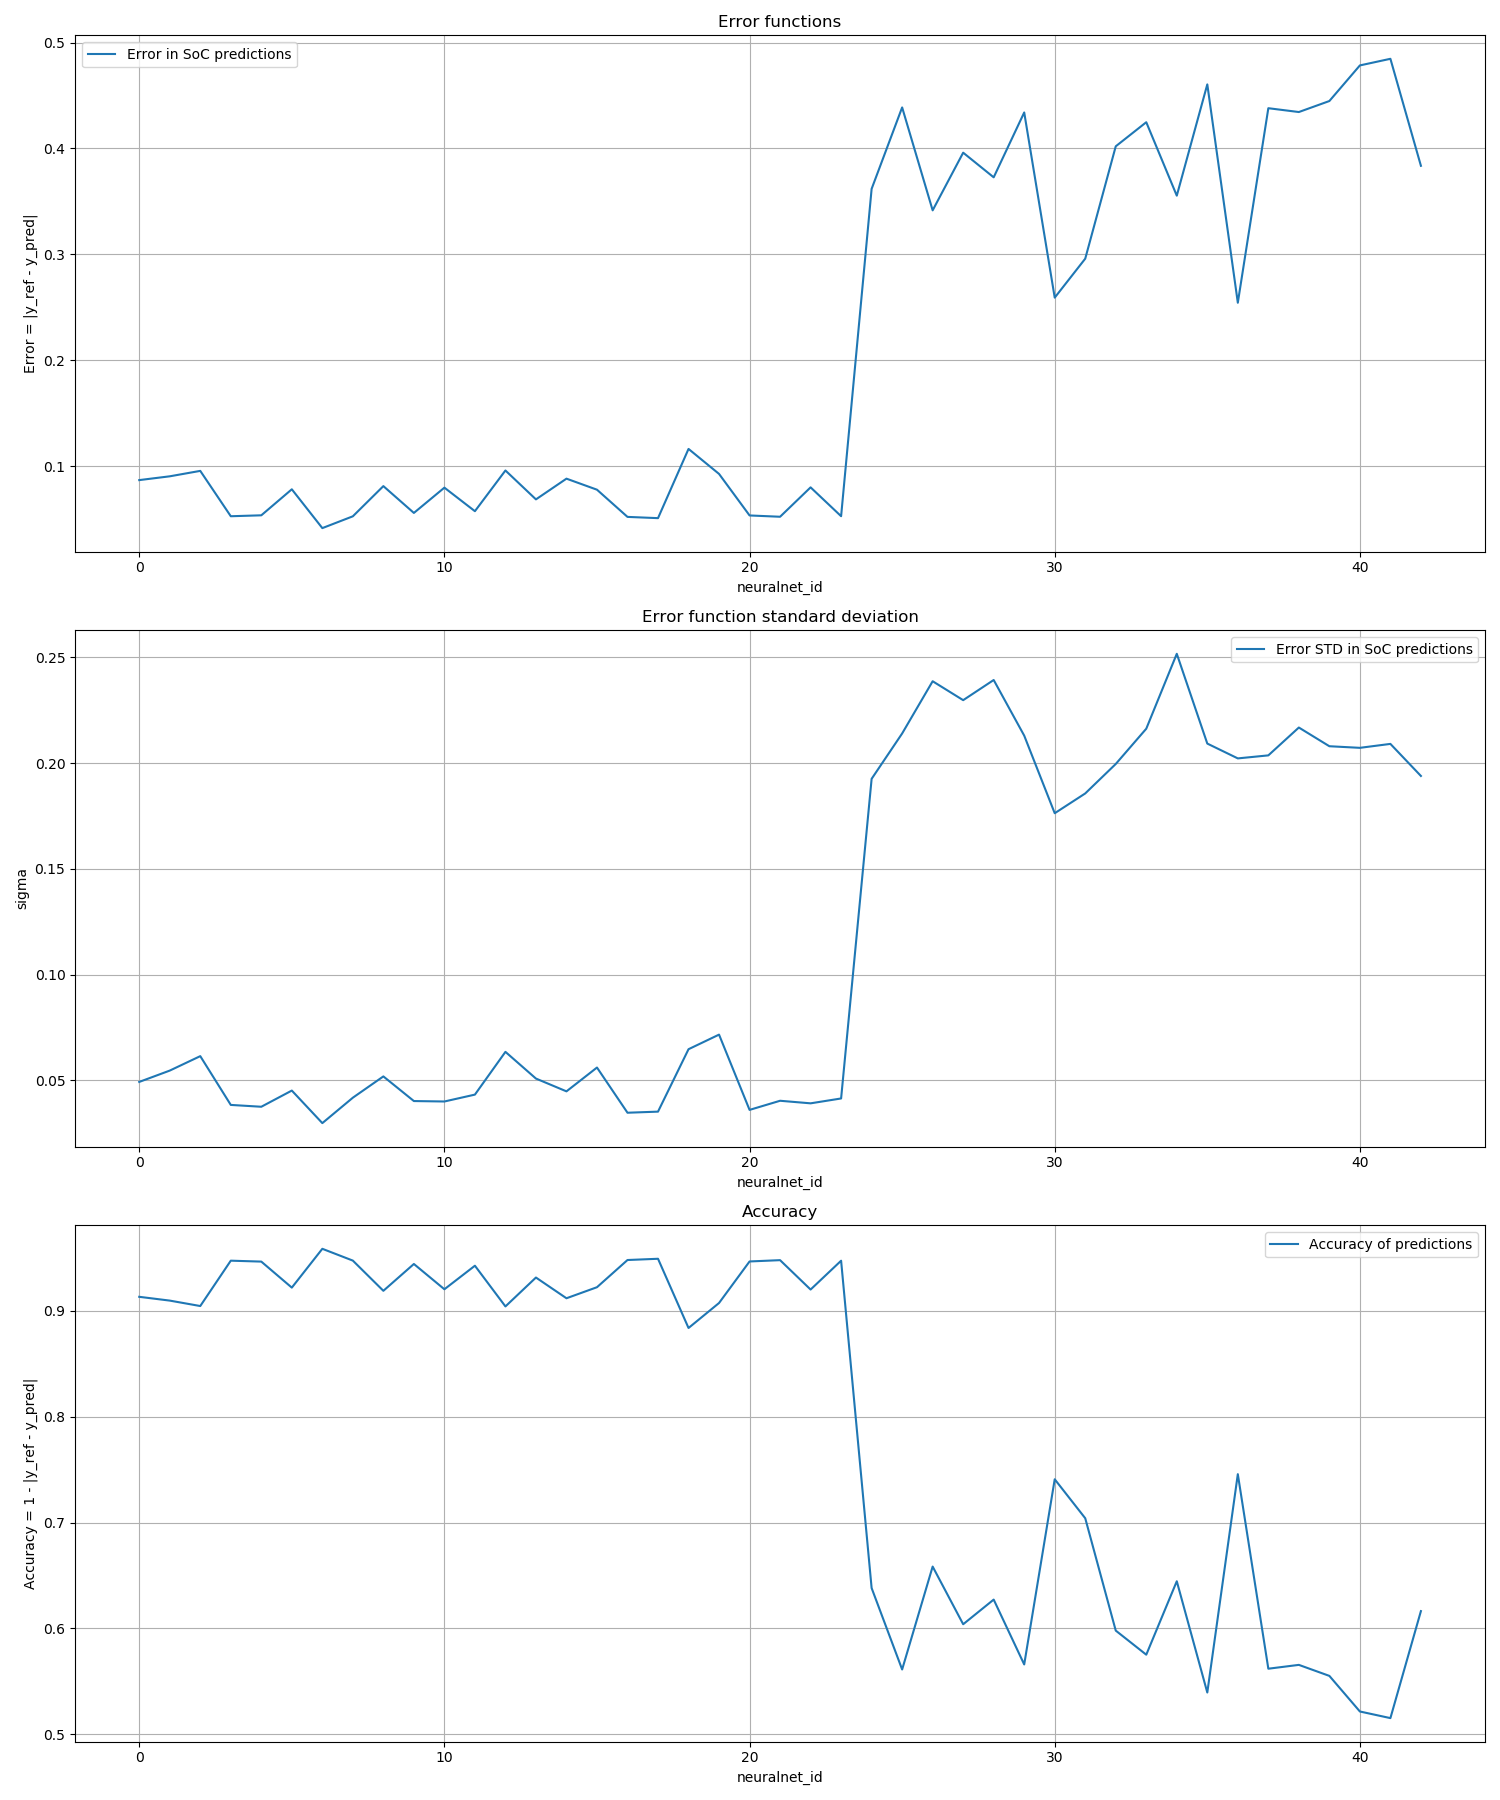 Error functions
Error in SoC predictions
0.5
0.4
0.3
0.2
0.1
Error = |y_ref - y_pred|
0 10 20 30 40
neuralnet_id
Error function standard deviation
Error STD in SoC predictions
0.25
0.20
0.15
0.10
0.05
sigma
0 10 20 30 40
neuralnet_id
Accuracy
Accuracy of predictions
0.9
0.8
0.7
0.6
0.5
Accuracy = 1 - |y_ref - y_pred|
0 10 20 30 40
neuralnet_id